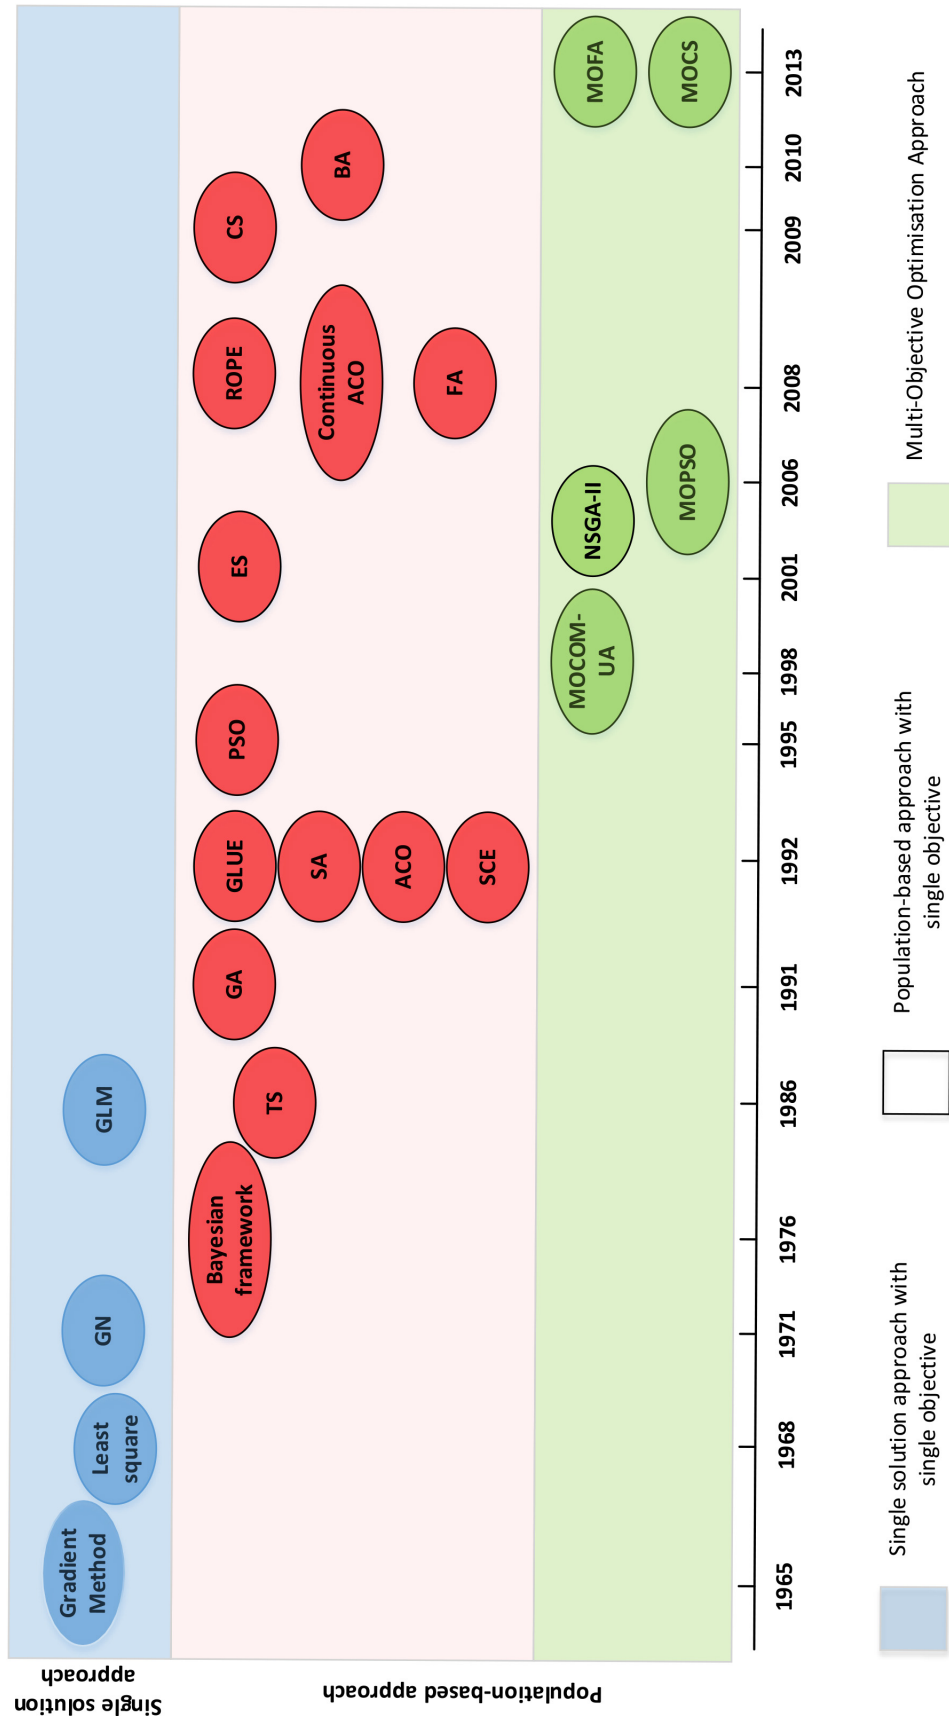 Single solution
approach
Gradient
Method
Least
square
GN
GLM
Population-based approach
Bayesian
framework
TS
GA
GLUE
SA
ACO
SCE
PSO
ES
ROPE
Continuous
ACO
FA
CS
BA
MOCOM-
UA
NSGA-II
MOPSO
MOFA
MOCS
1965
1968
1971
1976
1986
1991
1992
1995
1998
2001
2006
2008
2009
2010
2013
Single solution approach with
single objective
Population-based approach with
single objective
Multi-Objective Optimisation Approach